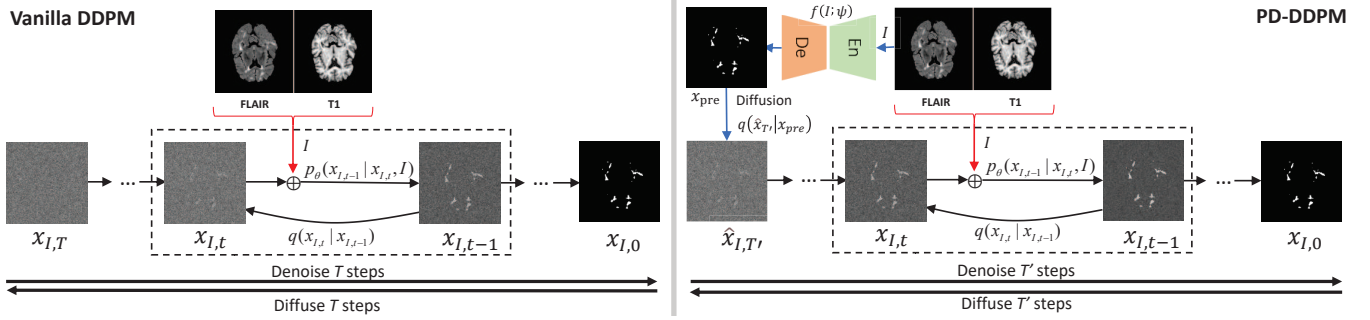 Vanilla DDPM
FLAIR T1
I
p_θ(x_{I,t-1} | x_{I,t}, I)
... ⊕ ...
q(x_{I,t} | x_{I,t-1})
x_{I,T} x_{I,t} x_{I,t-1} x_{I,0}
Denoise T steps
Diffuse T steps
PD-DDPM
f(I; ψ)
De En I
x_pre
FLAIR T1
Diffusion
q(x̂_{T'}|x_{pre})
I
p_θ(x_{I,t-1} | x_{I,t}, I)
... ⊕ ...
q(x_{I,t} | x_{I,t-1})
x̂_{I,T'} x_{I,t} x_{I,t-1} x_{I,0}
Denoise T' steps
Diffuse T' steps